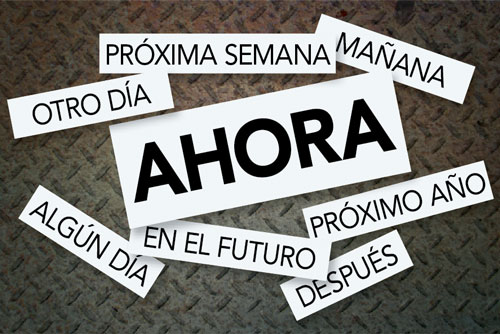 PRÓXIMA SEMANA
MAÑANA
OTRO DÍA
AHORA
PRÓXIMO AÑO
ALGÚN DÍA
EN EL FUTURO
DESPUÉS